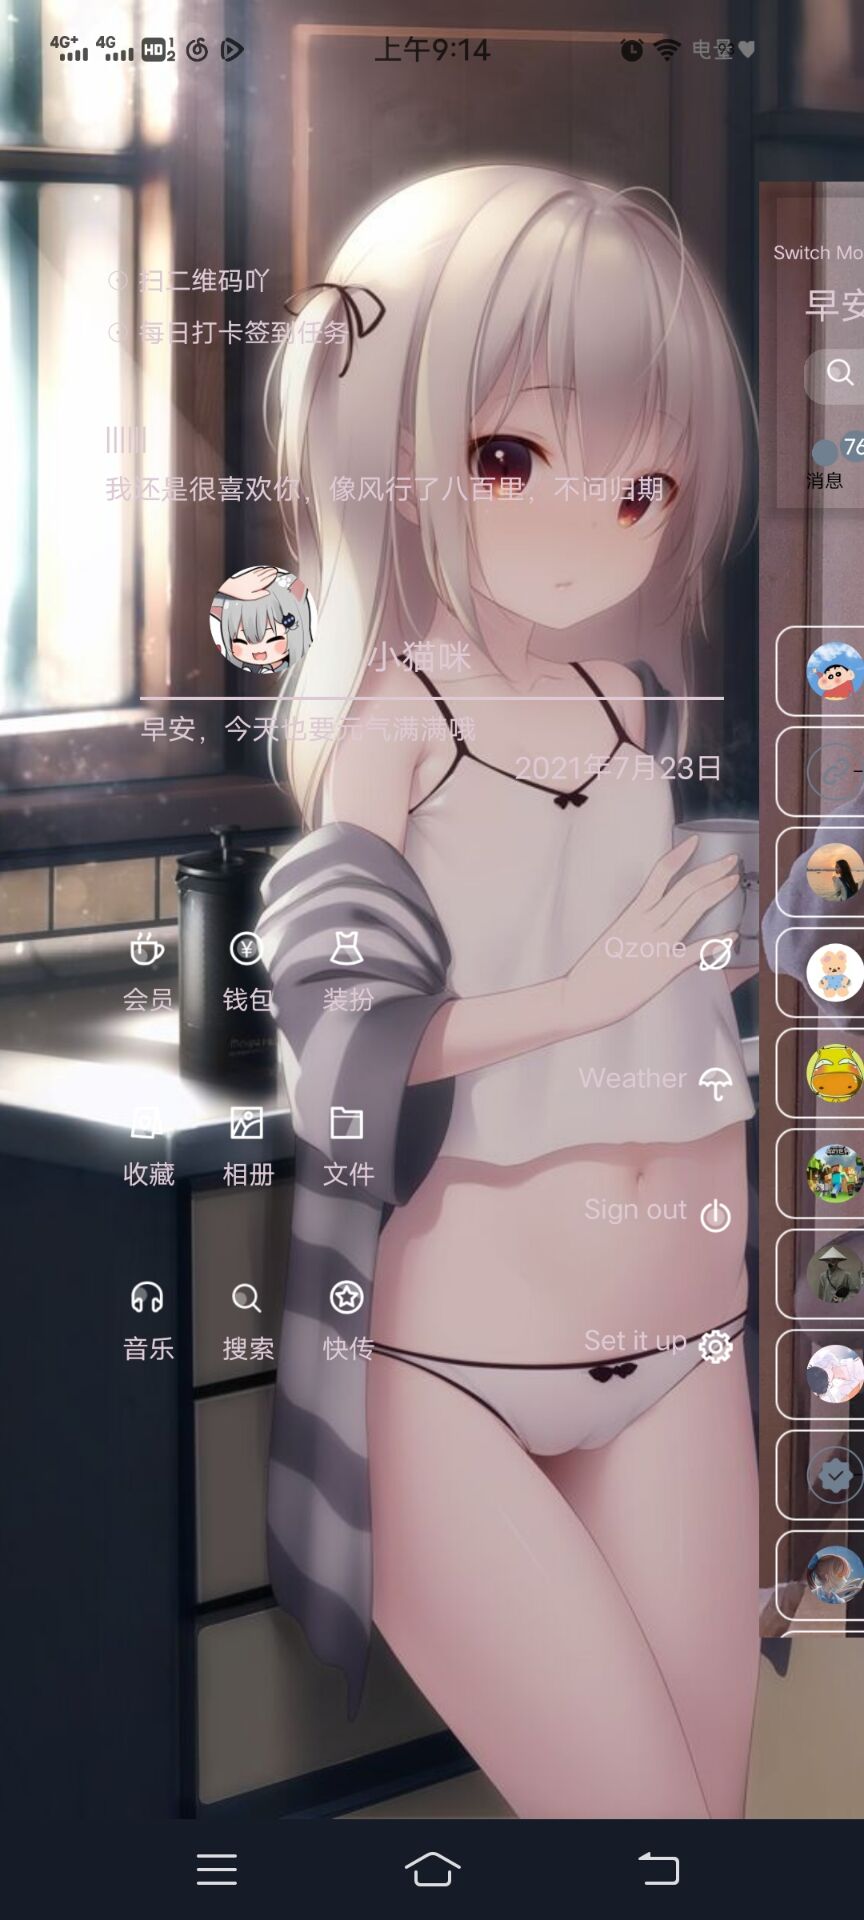 4G+ 4G HD 1 2 上午9:14 电量93
扫二维码吖
每日打卡签到任务
||||||
我还是很喜欢你，像风行了八百里，不问归期
小猫咪
早安，今天也要元气满满哦
2021年7月23日
会员 钱包 装扮
收藏 相册 文件
音乐 搜索 快传
Qzone
Weather
Sign out
Set it up
Switch Mo
早安
76
消息